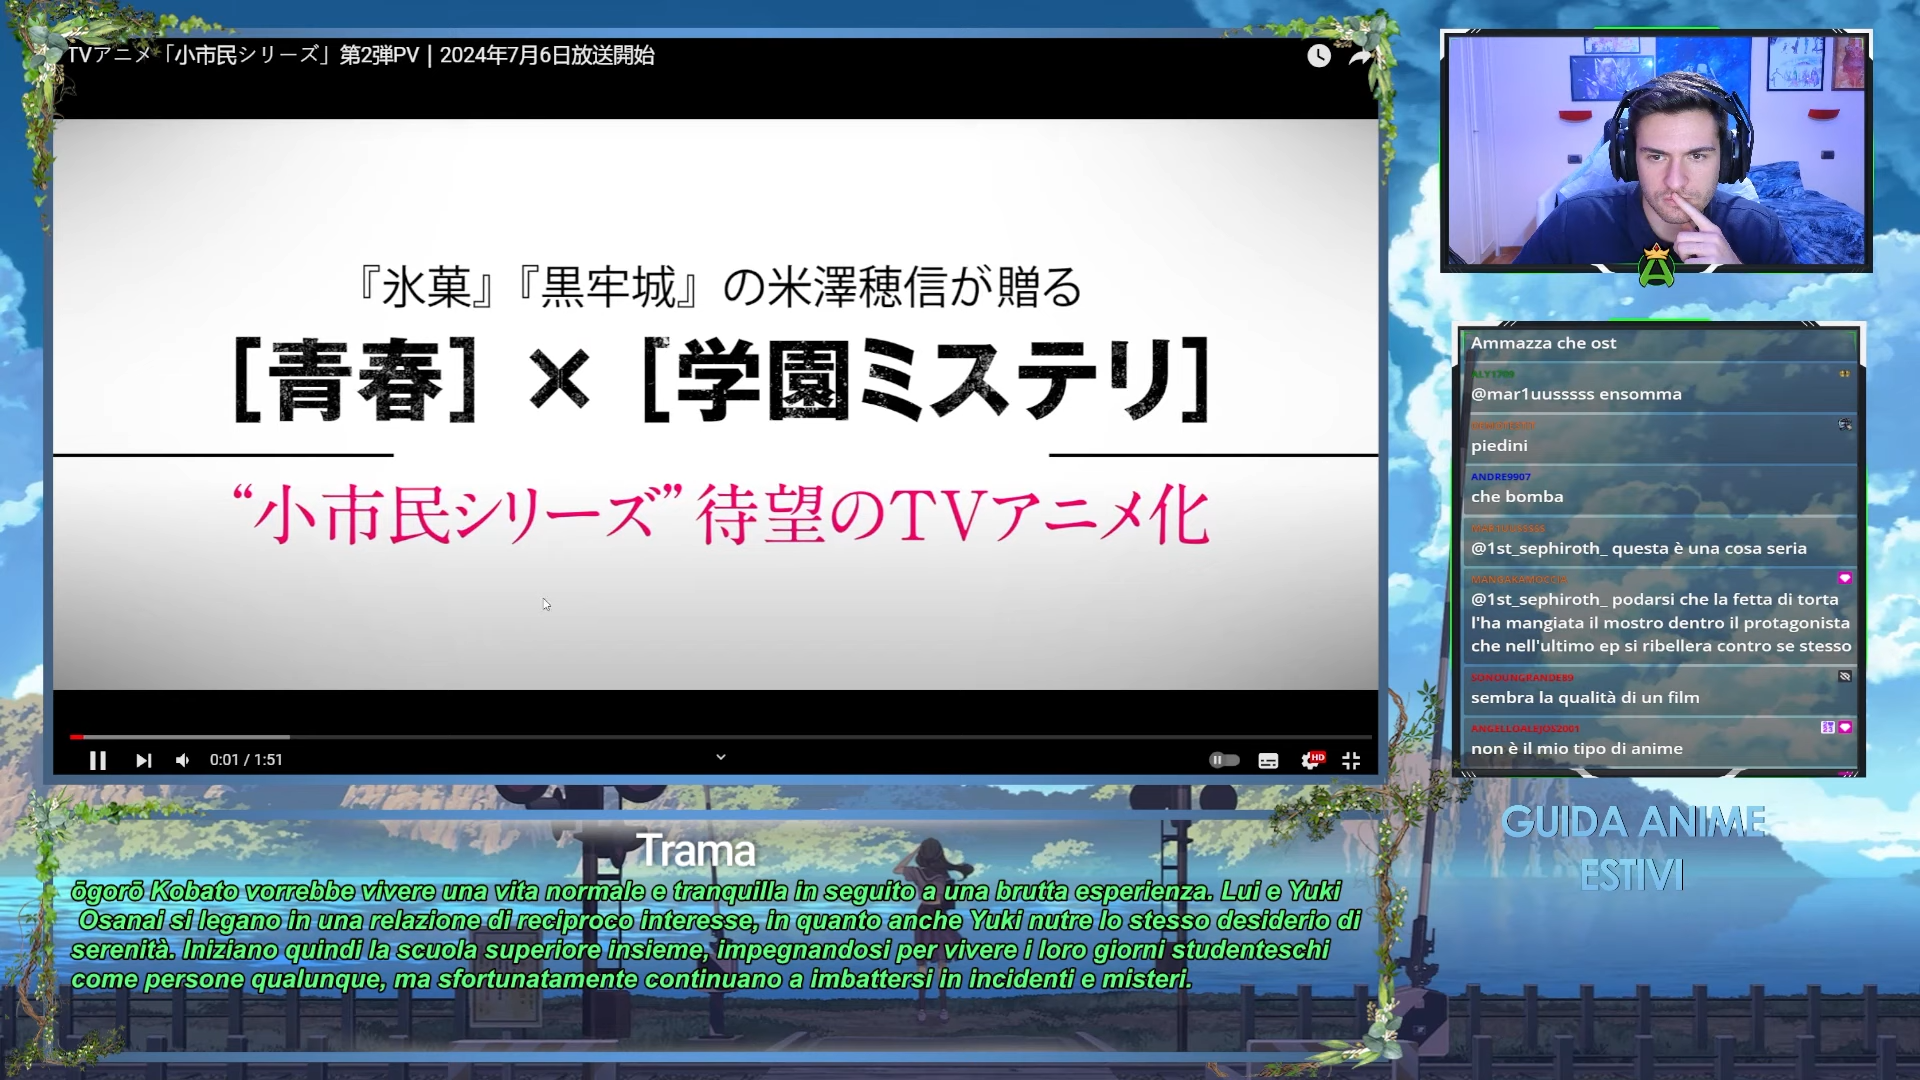 TVアニメ「小市民シリーズ」第2弾PV｜2024年7月6日放送開始
『氷菓』『黒牢城』の米澤穂信が贈る
［青春］×［学園ミステリ］
“小市民シリーズ”待望のTVアニメ化
0:01 / 1:51
HD
Ammazza che ost
ALY1709
@mar1uusssss ensomma
piedini
ANDRE9907
che bomba
@1st_sephiroth_ questa è una cosa seria
MANGAKAMOCCIO
@1st_sephiroth_ podarsi che la fetta di torta
l'ha mangiata il mostro dentro il protagonista
che nell'ultimo ep si ribellera contro se stesso
SONOUNGRANDE89
sembra la qualità di un film
ANGELLOALEJOS2001
non è il mio tipo di anime
GUIDA ANIME
ESTIVI
Trama
ōgorō Kobato vorrebbe vivere una vita normale e tranquilla in seguito a una brutta esperienza. Lui e Yuki
Osanai si legano in una relazione di reciproco interesse, in quanto anche Yuki nutre lo stesso desiderio di
serenità. Iniziano quindi la scuola superiore insieme, impegnandosi per vivere i loro giorni studenteschi
come persone qualunque, ma sfortunatamente continuano a imbattersi in incidenti e misteri.